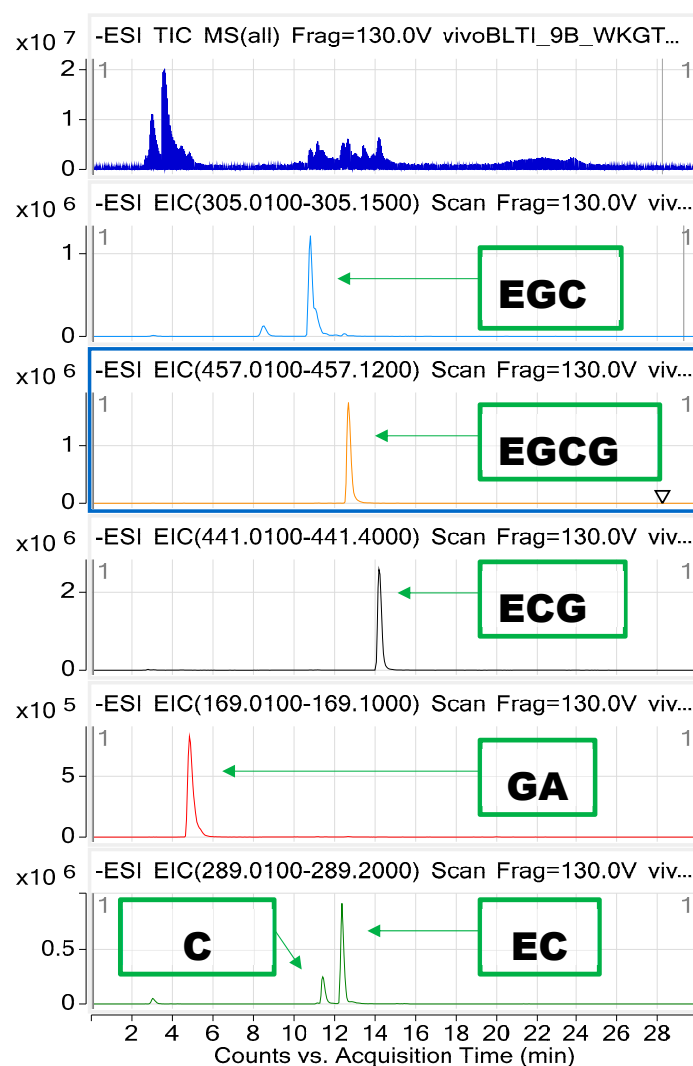 -ESI TIC MS(all) Frag=130.0V vivoBLTI_9B_WKGT...
x10 7
1 1
2
1
0
-ESI EIC(305.0100-305.1500) Scan Frag=130.0V viv...
x10 6
1 1
1
0
EGC
-ESI EIC(457.0100-457.1200) Scan Frag=130.0V viv...
x10 6
1 1
1
0
EGCG
-ESI EIC(441.0100-441.4000) Scan Frag=130.0V viv...
x10 6
1 1
2
0
ECG
-ESI EIC(169.0100-169.1000) Scan Frag=130.0V viv...
x10 5
1 1
5
0
GA
-ESI EIC(289.0100-289.2000) Scan Frag=130.0V viv...
x10 6
1 1
0.5
0
C EC
2 4 6 8 10 12 14 16 18 20 22 24 26 28
Counts vs. Acquisition Time (min)